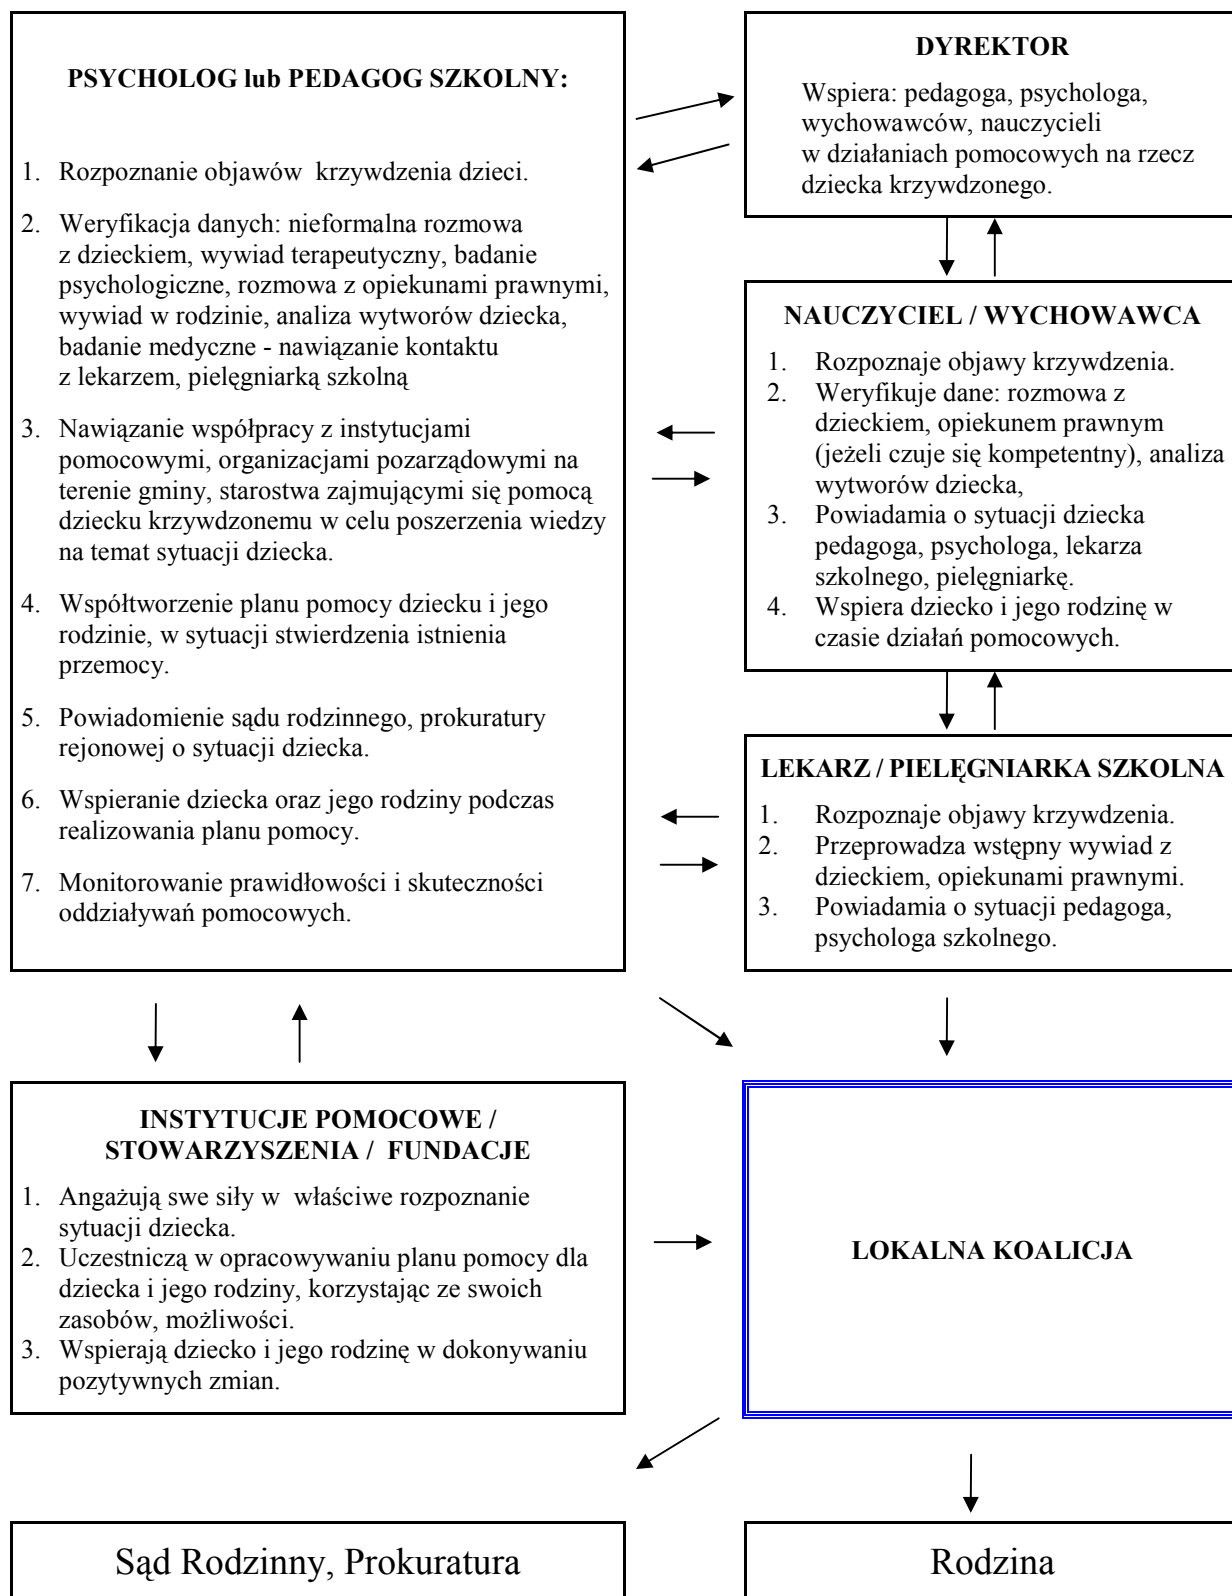 PSYCHOLOG lub PEDAGOG SZKOLNY:
1. Rozpoznanie objawów krzywdzenia dzieci.
2. Weryfikacja danych: nieformalna rozmowa
z dzieckiem, wywiad terapeutyczny, badanie
psychologiczne, rozmowa z opiekunami prawnymi,
wywiad w rodzinie, analiza wytworów dziecka,
badanie medyczne - nawiązanie kontaktu
z lekarzem, pielęgniarką szkolną
3. Nawiązanie współpracy z instytucjami
pomocowymi, organizacjami pozarządowymi na
terenie gminy, starostwa zajmującymi się pomocą
dziecku krzywdzonemu w celu poszerzenia wiedzy
na temat sytuacji dziecka.
4. Współtworzenie planu pomocy dziecku i jego
rodzinie, w sytuacji stwierdzenia istnienia
przemocy.
5. Powiadomienie sądu rodzinnego, prokuratury
rejonowej o sytuacji dziecka.
6. Wspieranie dziecka oraz jego rodziny podczas
realizowania planu pomocy.
7. Monitorowanie prawidłowości i skuteczności
oddziaływań pomocowych.
DYREKTOR
Wspiera: pedagoga, psychologa,
wychowawców, nauczycieli
w działaniach pomocowych na rzecz
dziecka krzywdzonego.
NAUCZYCIEL / WYCHOWAWCA
1. Rozpoznaje objawy krzywdzenia.
2. Weryfikuje dane: rozmowa z
dzieckiem, opiekunem prawnym
(jeżeli czuje się kompetentny), analiza
wytworów dziecka,
3. Powiadamia o sytuacji dziecka
pedagoga, psychologa, lekarza
szkolnego, pielęgniarkę.
4. Wspiera dziecko i jego rodzinę w
czasie działań pomocowych.
LEKARZ / PIELĘGNIARKA SZKOLNA
1. Rozpoznaje objawy krzywdzenia.
2. Przeprowadza wstępny wywiad z
dzieckiem, opiekunami prawnymi.
3. Powiadamia o sytuacji pedagoga,
psychologa szkolnego.
INSTYTUCJE POMOCOWE /
STOWARZYSZENIA / FUNDACJE
1. Angażują swe siły w właściwe rozpoznanie
sytuacji dziecka.
2. Uczestniczą w opracowywaniu planu pomocy dla
dziecka i jego rodziny, korzystając ze swoich
zasobów, możliwości.
3. Wspierają dziecko i jego rodzinę w dokonywaniu
pozytywnych zmian.
LOKALNA KOALICJA
Sąd Rodzinny, Prokuratura
Rodzina